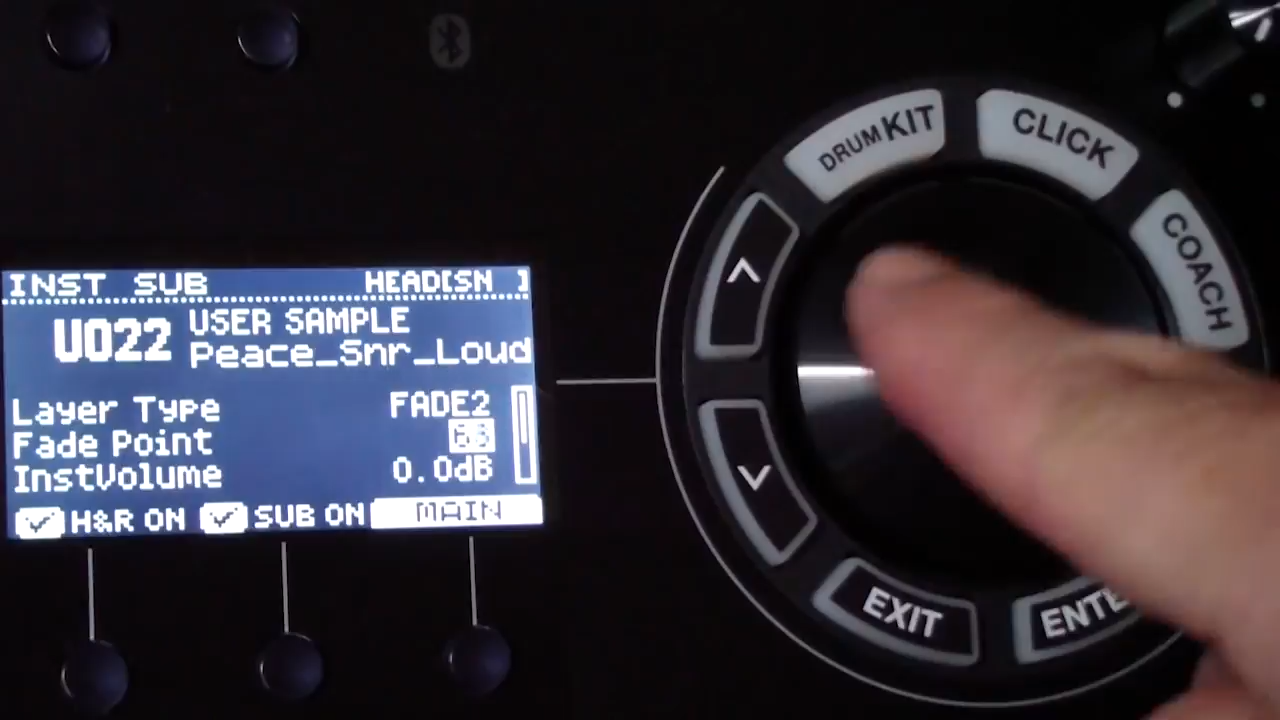 DRUM KIT
CLICK
COACH
INST SUB HEAD[SN ]
U022 USER SAMPLE
Peace_Snr_Loud
Layer Type FADE2
Fade Point
InstVolume 0.0dB
H&R ON SUB ON MAIN
EXIT